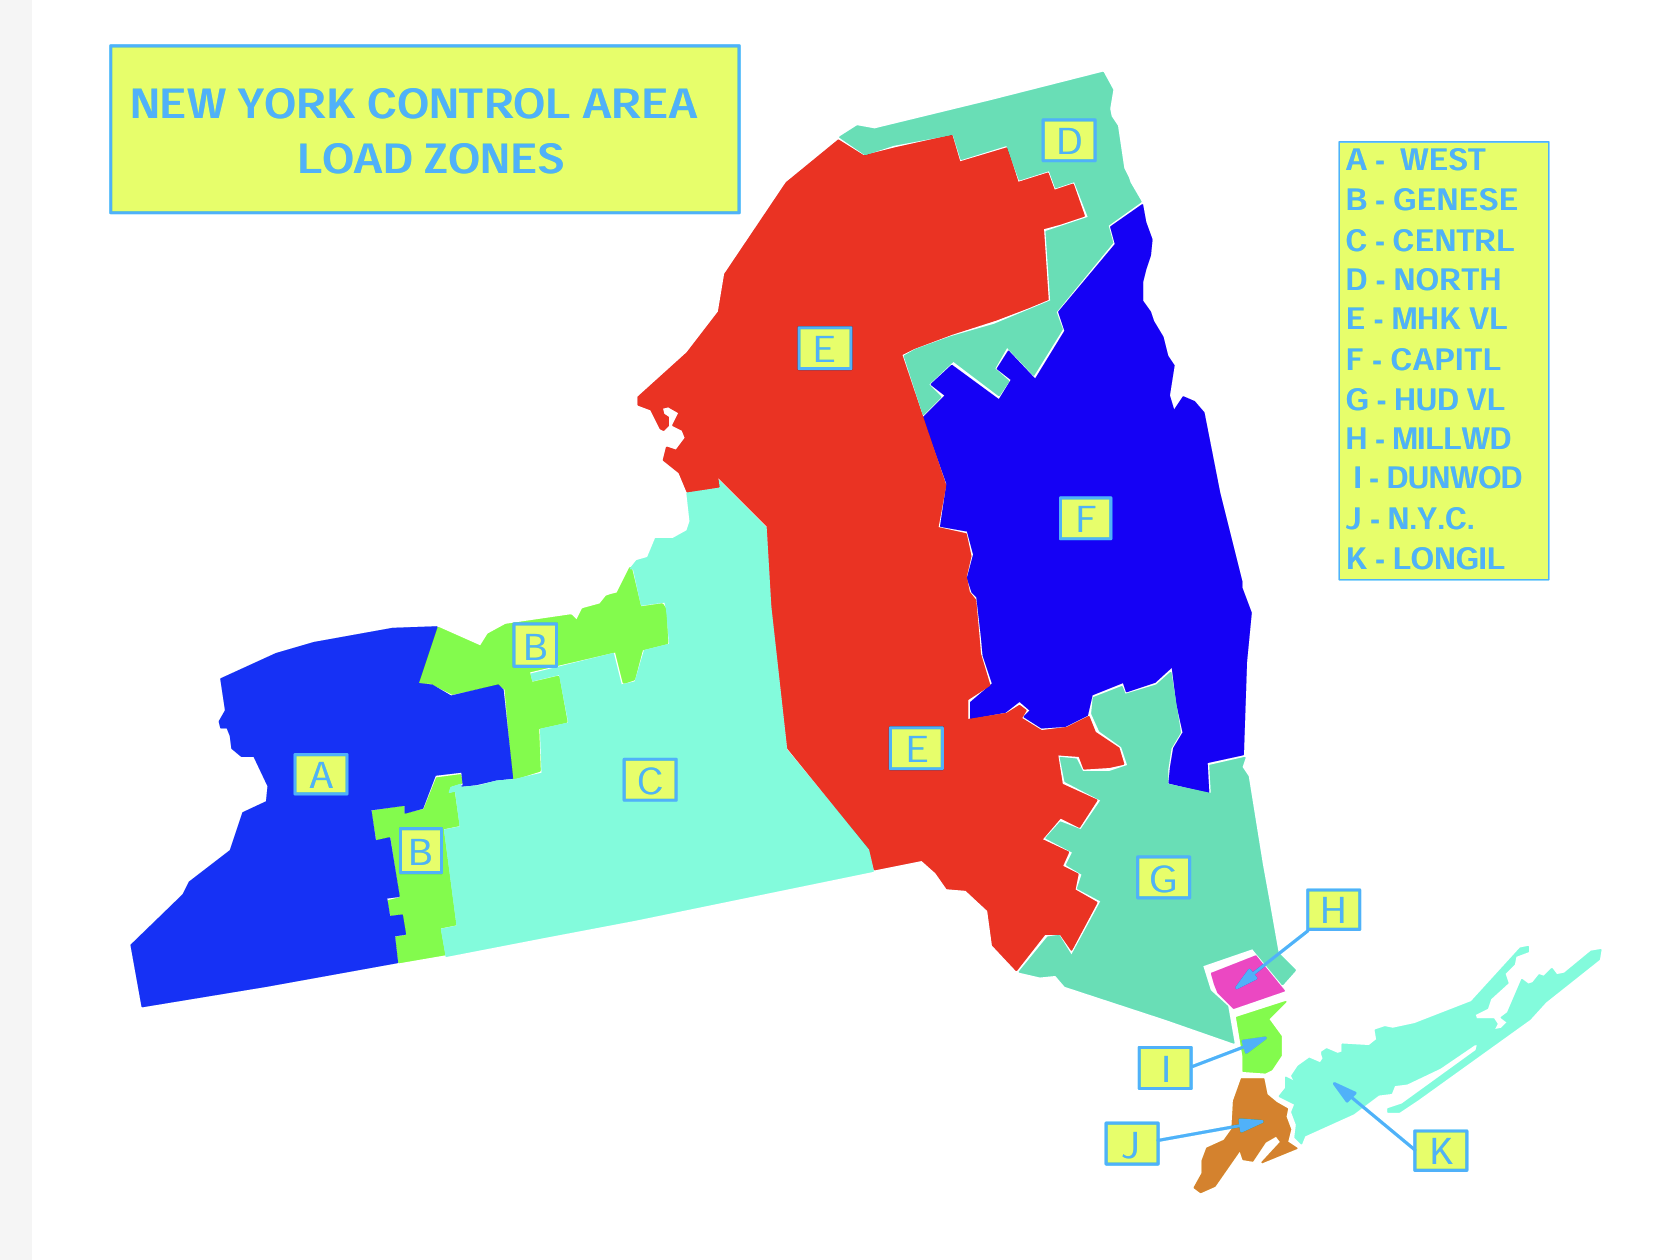 NEW YORK CONTROL AREA
LOAD ZONES
A - WEST
B - GENESE
C - CENTRL
D - NORTH
E - MHK VL
F - CAPITL
G - HUD VL
H - MILLWD
I - DUNWOD
J - N.Y.C.
K - LONGIL
D
E
F
B
E
A
C
B
G
H
I
J
K